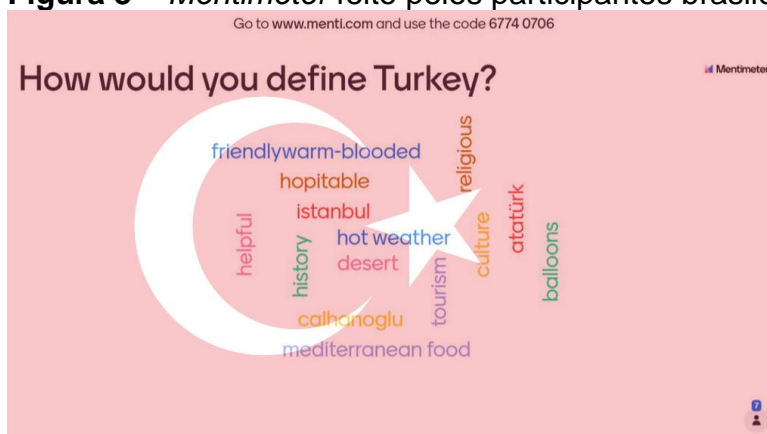 Go to www.menti.com and use the code 6774 0706
How would you define Turkey?
Mentimeter
friendlywarm-blooded
religious
hopitable
istanbul
atatürk
helpful
hot weather
culture
history
desert
balloons
tourism
calhanoglu
mediterranean food
7